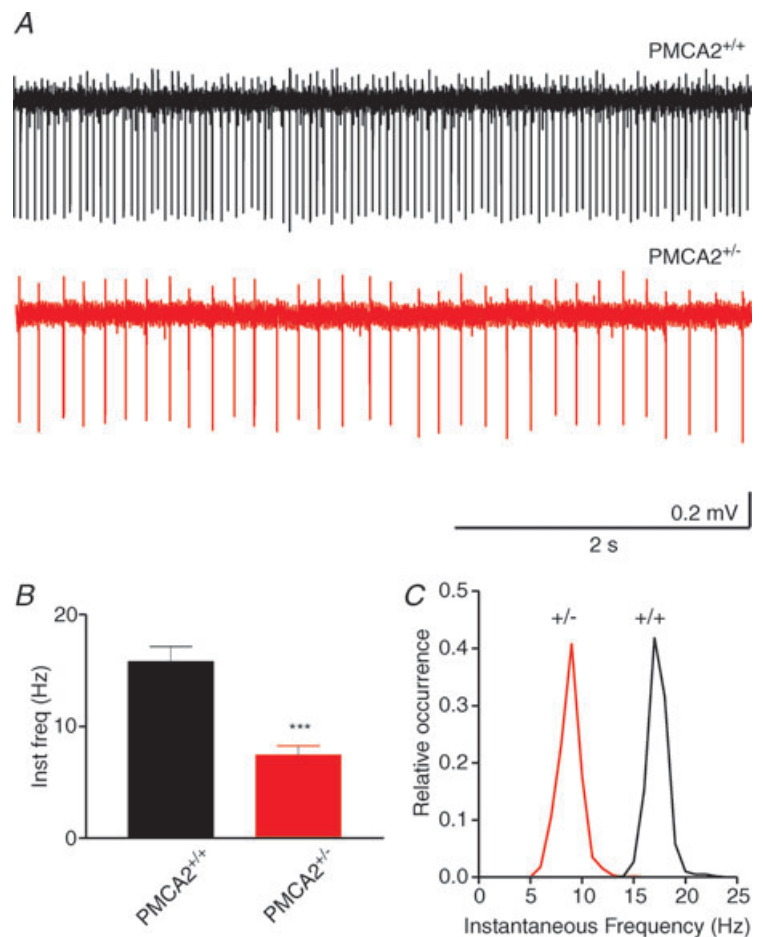 A
PMCA2+/+
PMCA2+/-
0.2 mV
2 s
B
20
10
0
Inst freq (Hz)
***
PMCA2+/+
PMCA2+/-
C
0.5
0.4
0.3
0.2
0.1
0.0
Relative occurrence
+/-
+/+
0 5 10 15 20 25
Instantaneous Frequency (Hz)